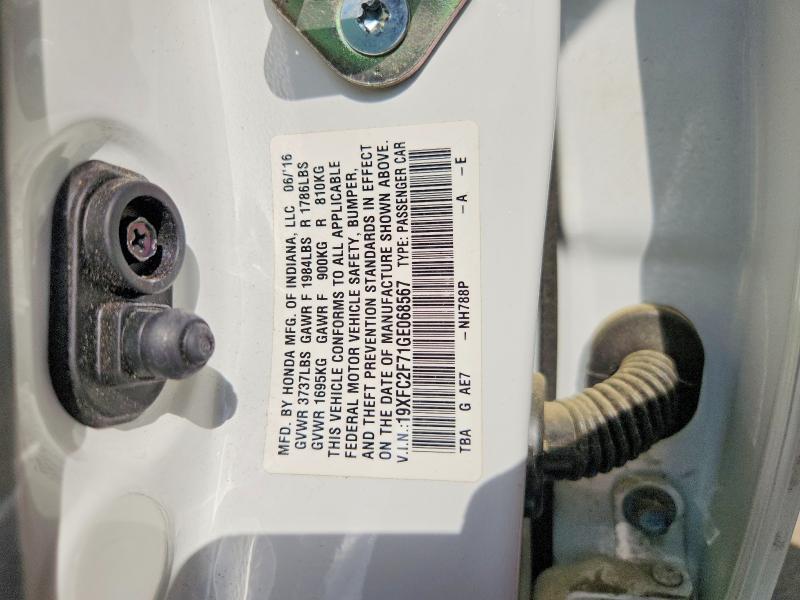 MFD. BY HONDA MFG. OF INDIANA, LLC 06/'16
GVWR 3737LBS GAWR F 1984LBS R 1786LBS
GVWR 1695KG GAWR F 900KG R 810KG
THIS VEHICLE CONFORMS TO ALL APPLICABLE
FEDERAL MOTOR VEHICLE SAFETY, BUMPER,
AND THEFT PREVENTION STANDARDS IN EFFECT
ON THE DATE OF MANUFACTURE SHOWN ABOVE.
V.I.N.:19XFC2F71GE068567 TYPE: PASSENGER CAR
TBA G AE7 -NH788P -A -E